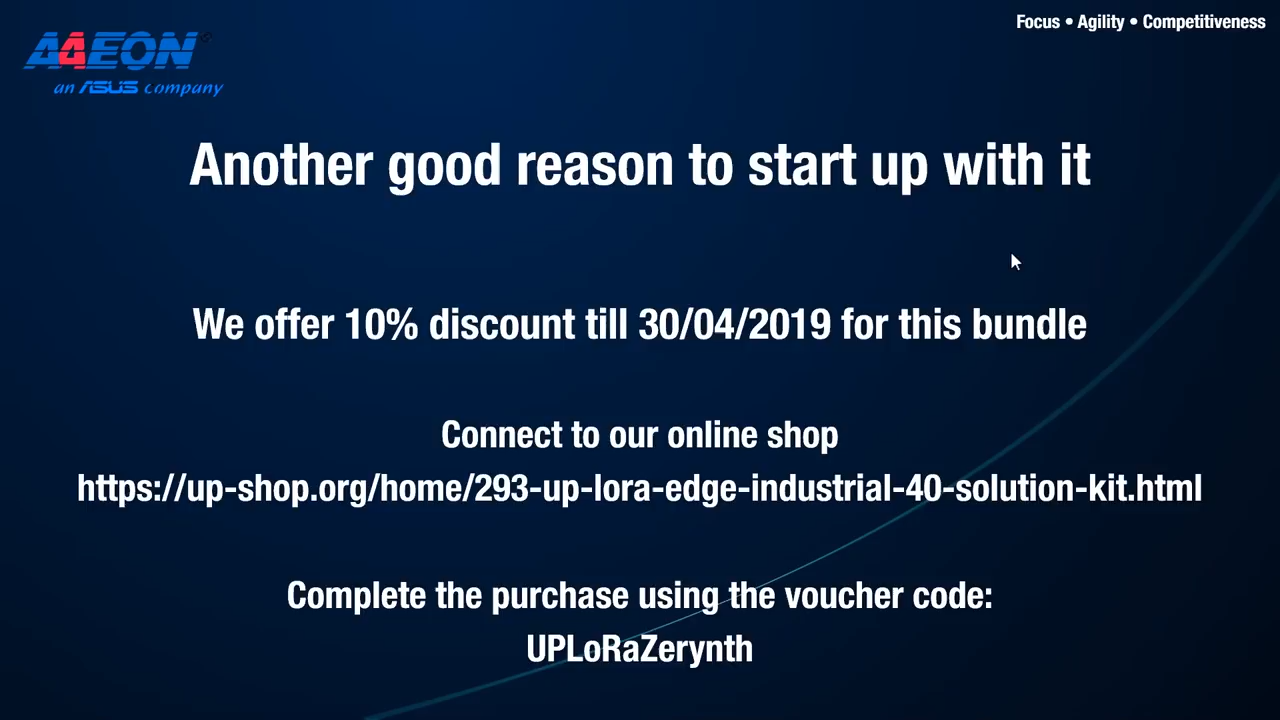 Focus • Agility • Competitiveness
AAEON®
an ASUS company
Another good reason to start up with it
We offer 10% discount till 30/04/2019 for this bundle
Connect to our online shop
https://up-shop.org/home/293-up-lora-edge-industrial-40-solution-kit.html
Complete the purchase using the voucher code:
UPLoRaZerynth